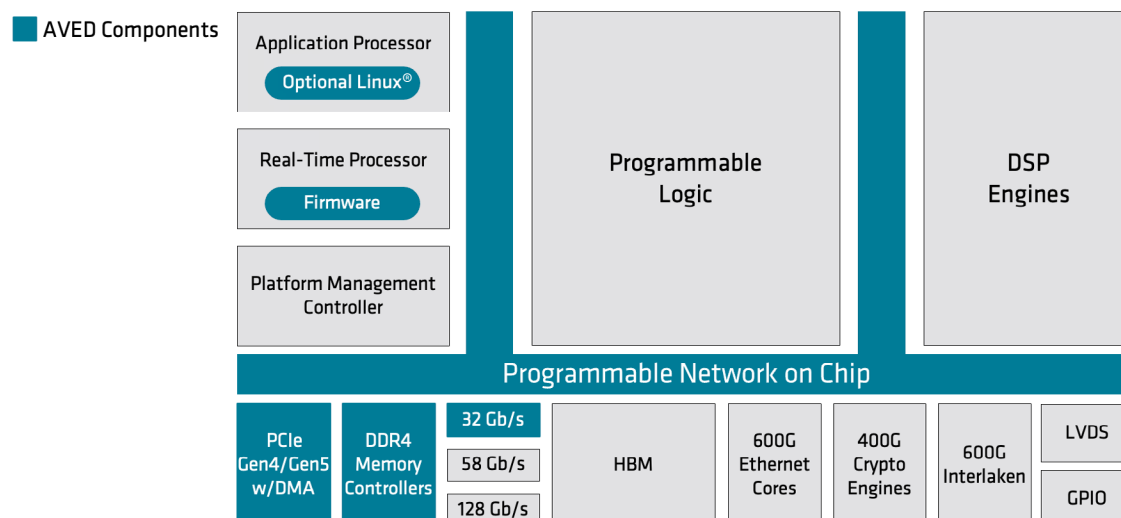 AVED Components
Application Processor
Optional Linux®
Real-Time Processor
Firmware
Platform Management
Controller
Programmable
Logic
DSP
Engines
Programmable Network on Chip
PCIe
Gen4/Gen5
w/DMA
DDR4
Memory
Controllers
32 Gb/s
58 Gb/s
128 Gb/s
HBM
600G
Ethernet
Cores
400G
Crypto
Engines
600G
Interlaken
LVDS
GPIO